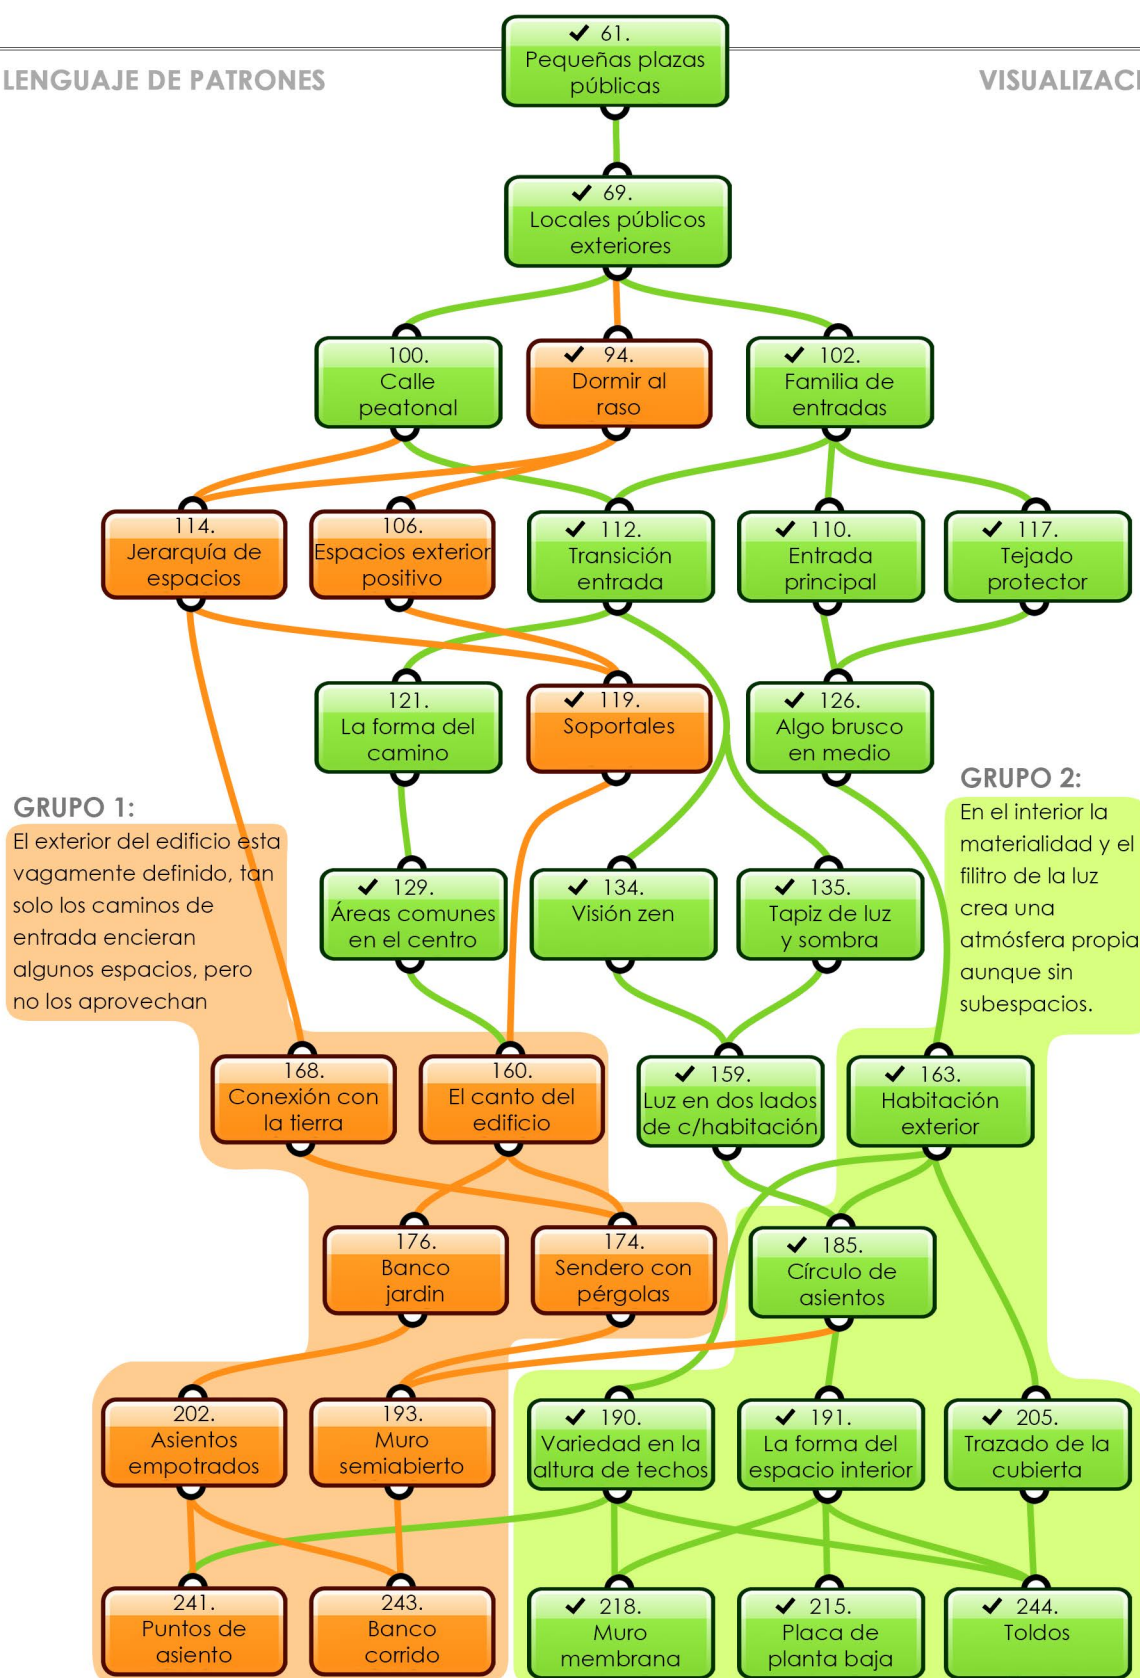 ✔ 61.
Pequeñas plazas
públicas
LENGUAJE DE PATRONES
VISUALIZACI
✔ 69.
Locales públicos
exteriores
100.
Calle
peatonal
✔ 94.
Dormir al
raso
✔ 102.
Familia de
entradas
114.
Jerarquía de
espacios
106.
Espacios exterior
positivo
✔ 112.
Transición
entrada
✔ 110.
Entrada
principal
✔ 117.
Tejado
protector
121.
La forma del
camino
✔ 119.
Soportales
✔ 126.
Algo brusco
en medio
GRUPO 1:
El exterior del edificio esta
vagamente definido, tan
solo los caminos de
entrada encieran
algunos espacios, pero
no los aprovechan
GRUPO 2:
En el interior la
materialidad y el
filitro de la luz
crea una
atmósfera propia
aunque sin
subespacios.
✔ 129.
Áreas comunes
en el centro
✔ 134.
Visión zen
✔ 135.
Tapiz de luz
y sombra
168.
Conexión con
la tierra
160.
El canto del
edificio
✔ 159.
Luz en dos lados
de c/habitación
✔ 163.
Habitación
exterior
176.
Banco
jardin
174.
Sendero con
pérgolas
✔ 185.
Círculo de
asientos
202.
Asientos
empotrados
193.
Muro
semiabierto
✔ 190.
Variedad en la
altura de techos
✔ 191.
La forma del
espacio interior
✔ 205.
Trazado de la
cubierta
241.
Puntos de
asiento
243.
Banco
corrido
✔ 218.
Muro
membrana
✔ 215.
Placa de
planta baja
✔ 244.
Toldos